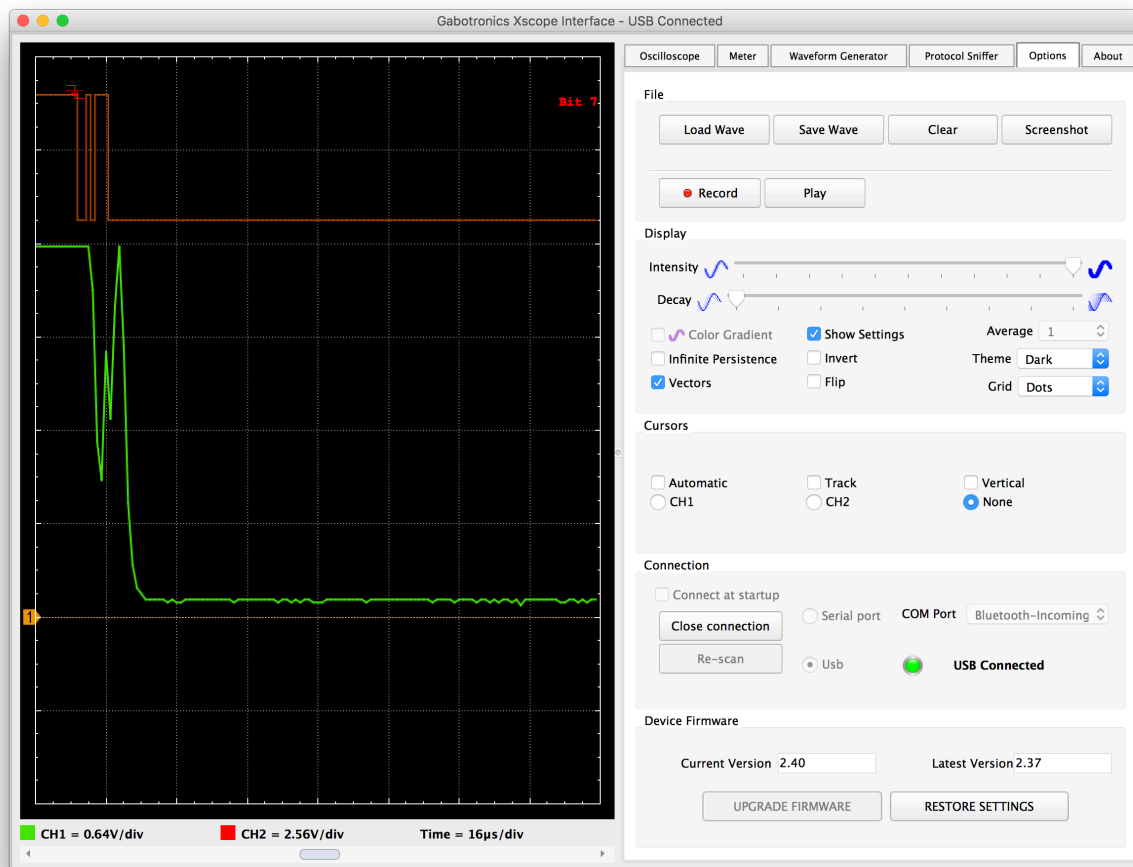 Gabotronics Xscope Interface - USB Connected
Oscilloscope Meter Waveform Generator Protocol Sniffer Options About
Bit 7
1
CH1 = 0.64V/div CH2 = 2.56V/div Time = 16µs/div
File
Load Wave Save Wave Clear Screenshot
Record Play
Display
Intensity
Decay
Color Gradient Show Settings Average 1
Infinite Persistence Invert Theme Dark
Vectors Flip Grid Dots
Cursors
Automatic Track Vertical
CH1 CH2 None
Connection
Connect at startup
Close connection Serial port COM Port Bluetooth-Incoming
Re-scan Usb USB Connected
Device Firmware
Current Version 2.40 Latest Version 2.37
UPGRADE FIRMWARE RESTORE SETTINGS